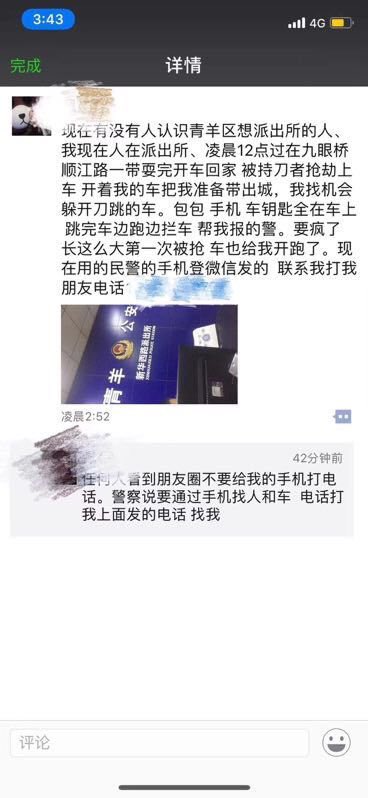 3:43
4G
完成
详情
现在有没有人认识青羊区想派出所的人、
我现在人在派出所、凌晨12点过在九眼桥
顺江路一带耍完开车回家 被持刀者抢劫上
车 开着我的车把我准备带出城，我找机会
躲开刀跳的车。包包 手机 车钥匙全在车上
跳完车边跑边拦车 帮我报的警。要疯了
长这么大第一次被抢 车也给我开跑了。现
在用的民警的手机登微信发的 联系我打我
朋友电话
公安
青羊
新华西路派出所
凌晨2:52
42分钟前
任何人看到朋友圈不要给我的手机打电
话。警察说要通过手机找人和车 电话打
我上面发的电话 找我
评论